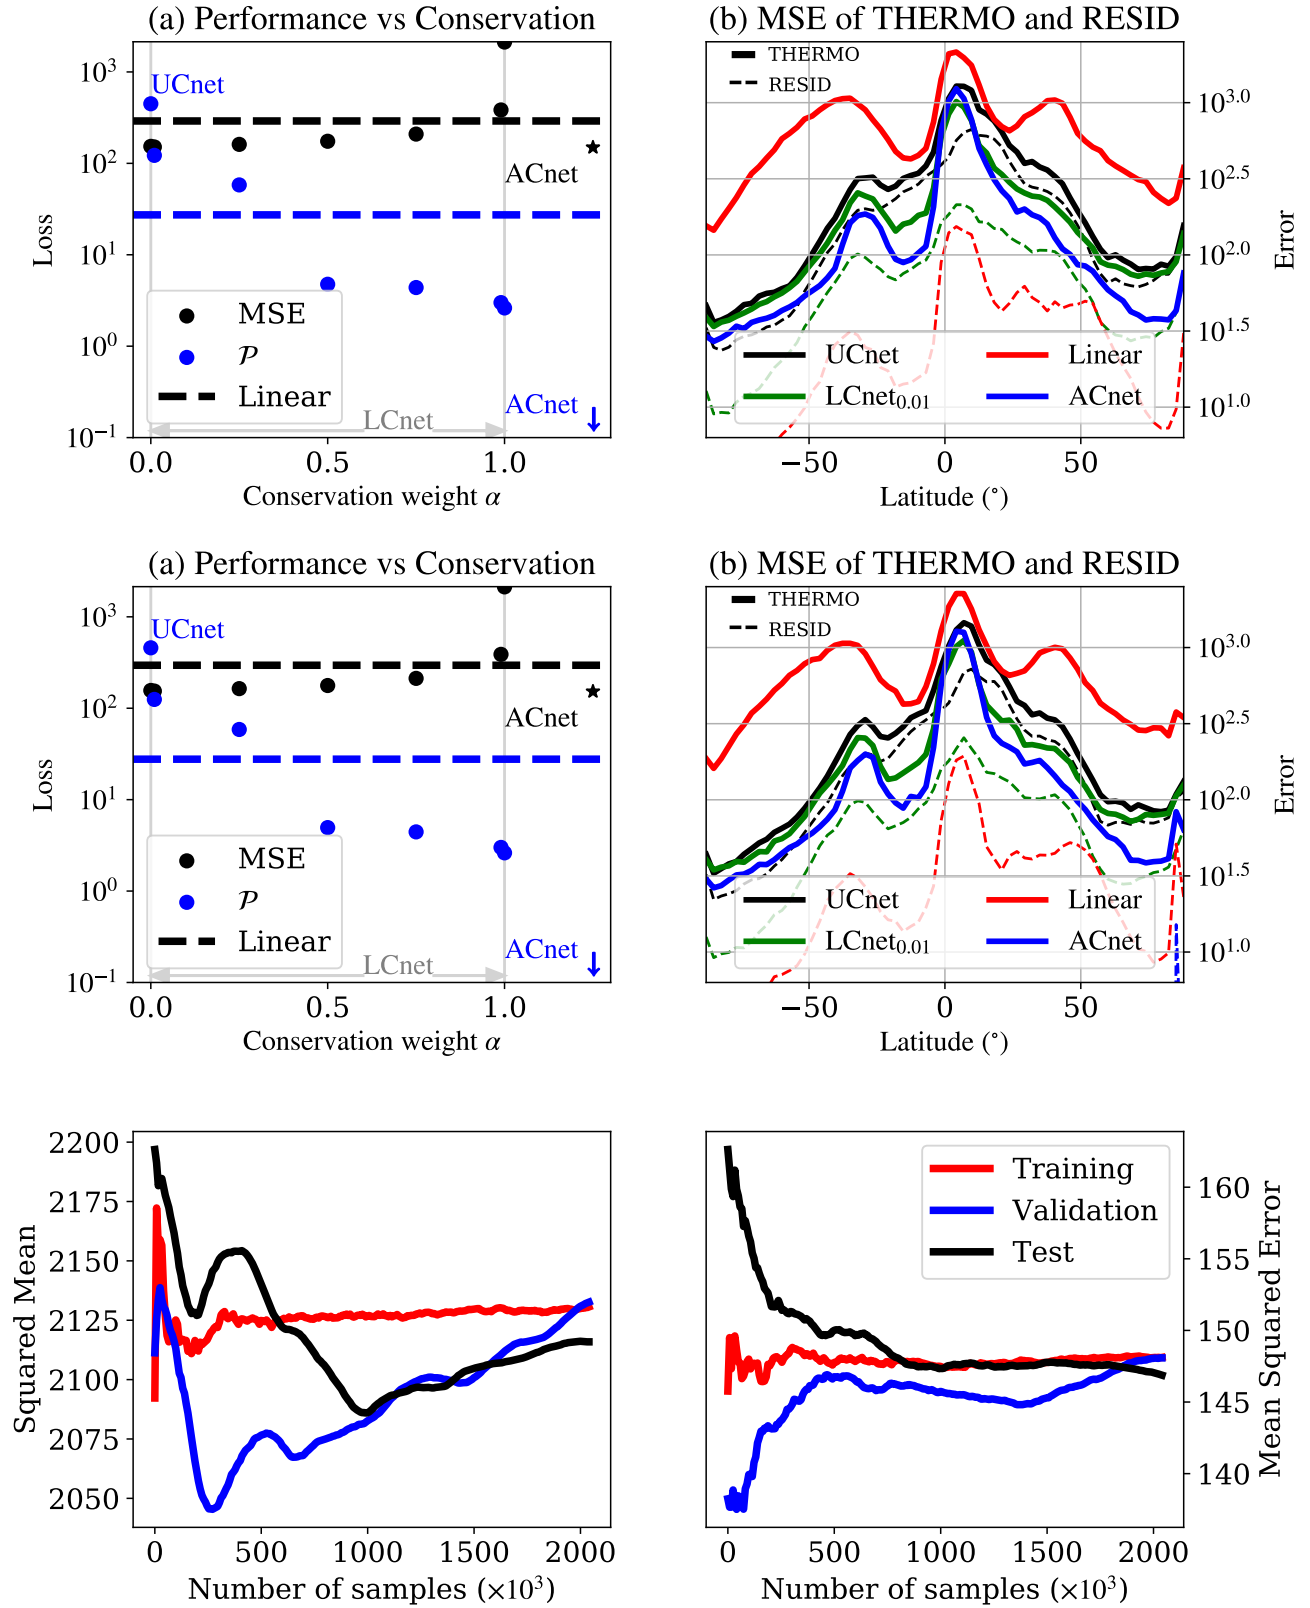 (a) Performance vs Conservation
(b) MSE of THERMO and RESID
10³
10²
10¹
10⁰
10⁻¹
Loss
UCnet
ACnet
MSE
𝒫
Linear
ACnet
LCnet
0.0
0.5
1.0
Conservation weight α
THERMO
RESID
10^3.0
10^2.5
10^2.0
10^1.5
10^1.0
Error
UCnet
Linear
LCnet0.01
ACnet
−50
0
50
Latitude (°)
(a) Performance vs Conservation
(b) MSE of THERMO and RESID
10³
10²
10¹
10⁰
10⁻¹
Loss
UCnet
ACnet
MSE
𝒫
Linear
ACnet
LCnet
0.0
0.5
1.0
Conservation weight α
THERMO
RESID
10^3.0
10^2.5
10^2.0
10^1.5
10^1.0
Error
UCnet
Linear
LCnet0.01
ACnet
−50
0
50
Latitude (°)
2200
2175
2150
2125
2100
2075
2050
Squared Mean
0
500
1000
1500
2000
Number of samples (×10³)
Training
Validation
Test
160
155
150
145
140
Mean Squared Error
0
500
1000
1500
2000
Number of samples (×10³)